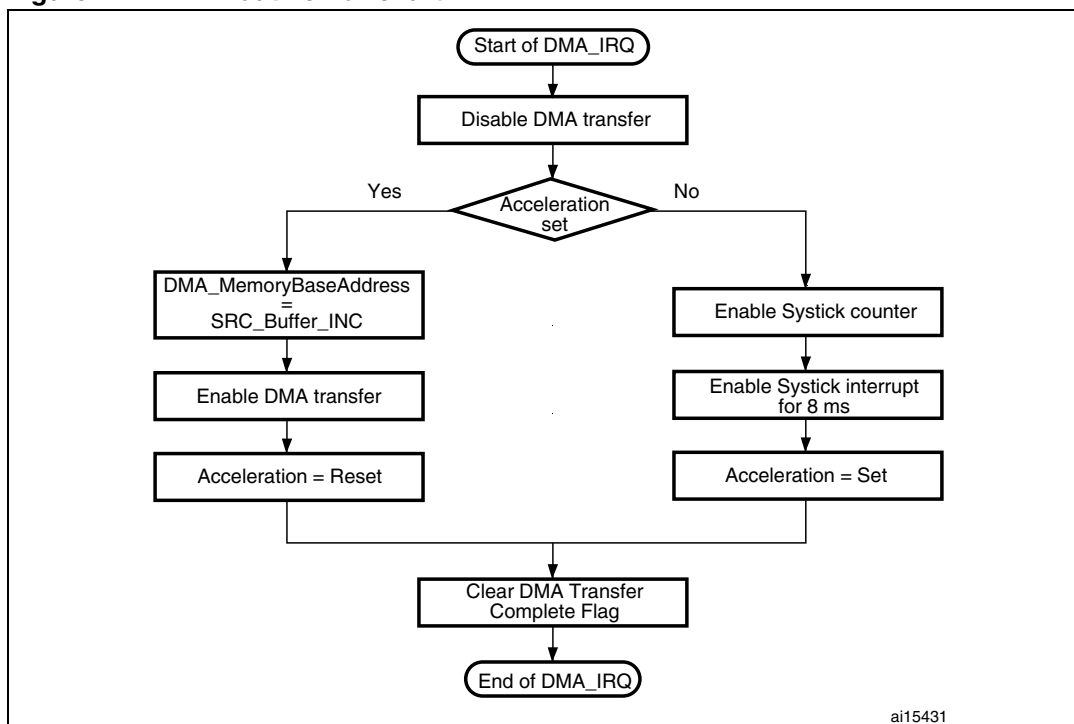 Start of DMA_IRQ
Disable DMA transfer
Yes
No
Acceleration
set
DMA_MemoryBaseAddress
=
SRC_Buffer_INC
Enable DMA transfer
Acceleration = Reset
Enable Systick counter
Enable Systick interrupt
for 8 ms
Acceleration = Set
Clear DMA Transfer
Complete Flag
End of DMA_IRQ
ai15431